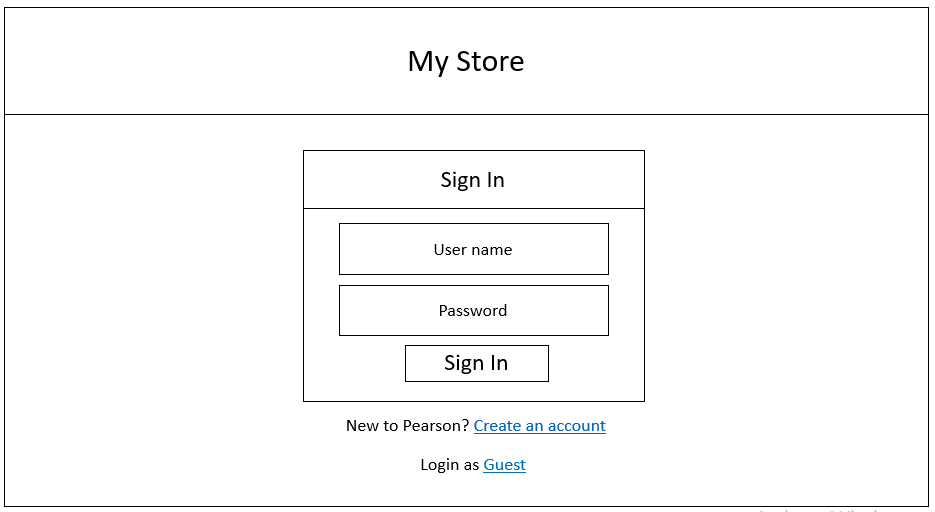 My Store
Sign In
User name
Password
Sign In
New to Pearson? Create an account
Login as Guest